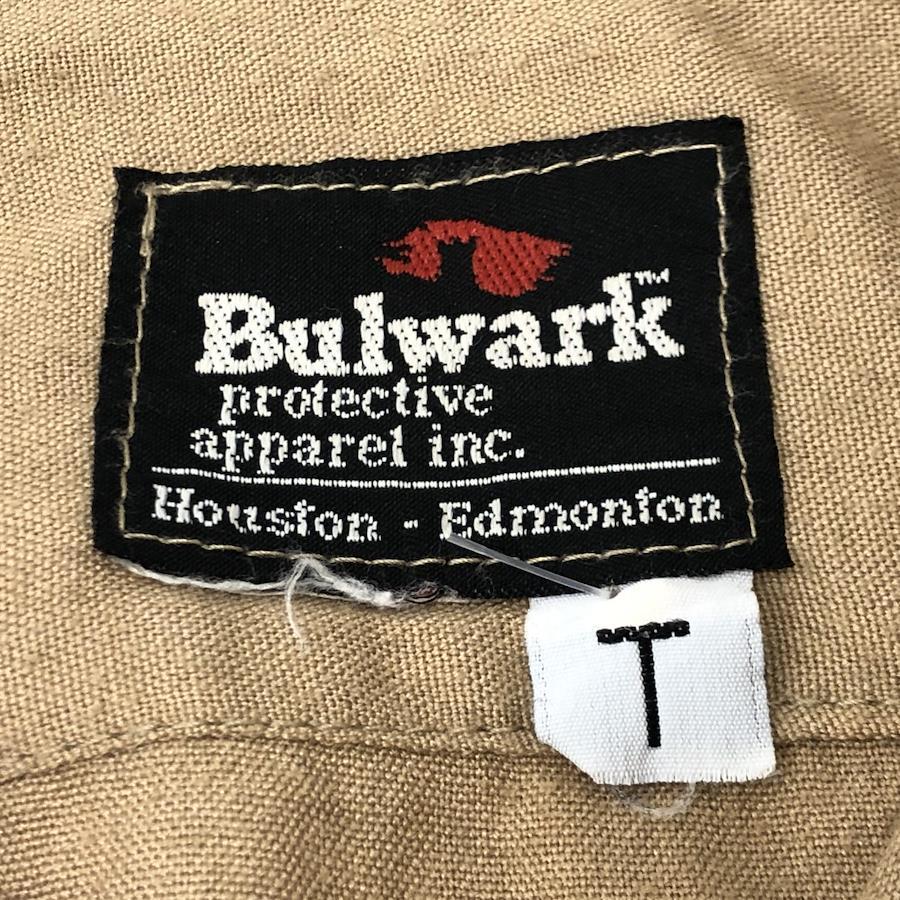 Bulwark™
protective
apparel inc.
Houston - Edmonton
T